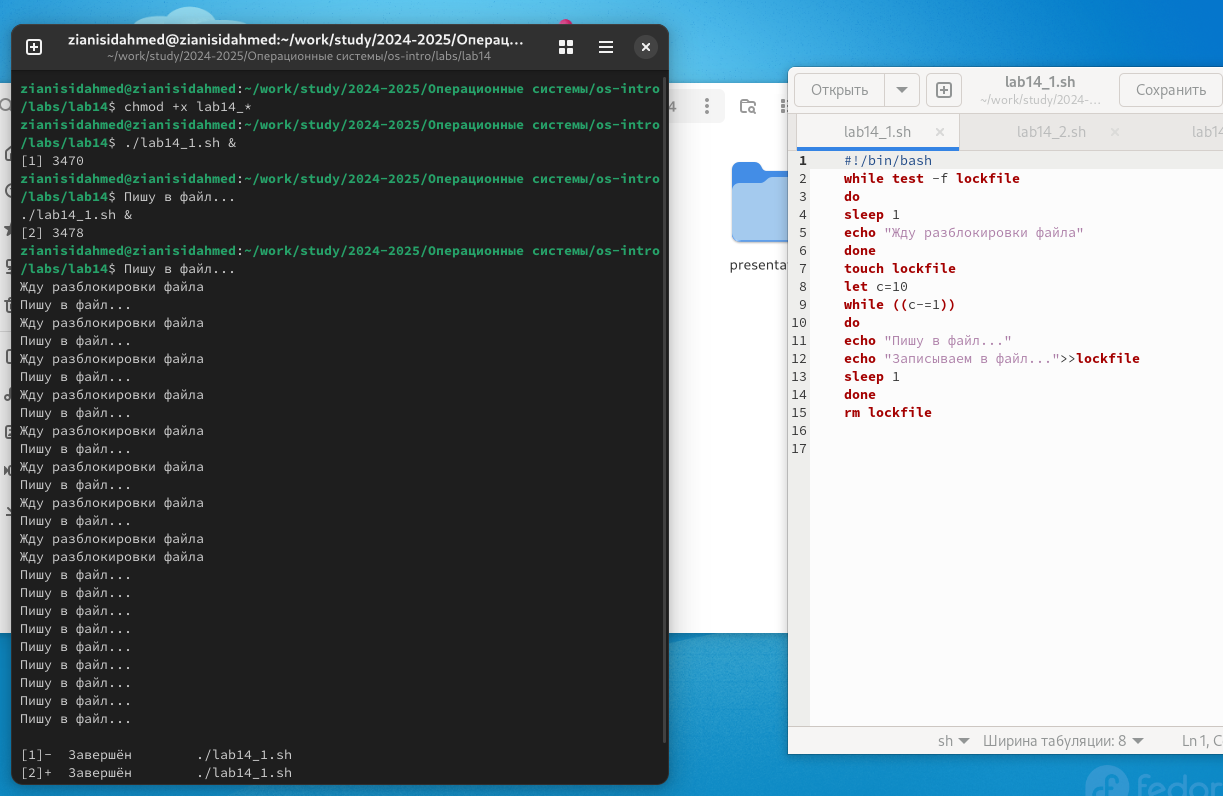 zianisidahmed@zianisidahmed:~/work/study/2024-2025/Операц...
~/work/study/2024-2025/Операционные системы/os-intro/labs/lab14
zianisidahmed@zianisidahmed:~/work/study/2024-2025/Операционные системы/os-intro
/labs/lab14$ chmod +x lab14_*
zianisidahmed@zianisidahmed:~/work/study/2024-2025/Операционные системы/os-intro
/labs/lab14$ ./lab14_1.sh &
[1] 3470
zianisidahmed@zianisidahmed:~/work/study/2024-2025/Операционные системы/os-intro
/labs/lab14$ Пишу в файл...
./lab14_1.sh &
[2] 3478
zianisidahmed@zianisidahmed:~/work/study/2024-2025/Операционные системы/os-intro
/labs/lab14$ Пишу в файл...
Жду разблокировки файла
Пишу в файл...
Жду разблокировки файла
Пишу в файл...
Жду разблокировки файла
Пишу в файл...
Жду разблокировки файла
Пишу в файл...
Жду разблокировки файла
Пишу в файл...
Жду разблокировки файла
Пишу в файл...
Жду разблокировки файла
Пишу в файл...
Жду разблокировки файла
Жду разблокировки файла
Пишу в файл...
Пишу в файл...
Пишу в файл...
Пишу в файл...
Пишу в файл...
Пишу в файл...
Пишу в файл...
Пишу в файл...
Пишу в файл...
[1]- Завершён ./lab14_1.sh
[2]+ Завершён ./lab14_1.sh
4
presenta
Открыть
lab14_1.sh
~/work/study/2024-...
Сохранить
lab14_1.sh
lab14_2.sh
lab14
1 #!/bin/bash
2 while test -f lockfile
3 do
4 sleep 1
5 echo "Жду разблокировки файла"
6 done
7 touch lockfile
8 let c=10
9 while ((c-=1))
10 do
11 echo "Пишу в файл..."
12 echo "Записываем в файл...">>lockfile
13 sleep 1
14 done
15 rm lockfile
16
17
sh Ширина табуляции: 8 Ln 1, C
fedor